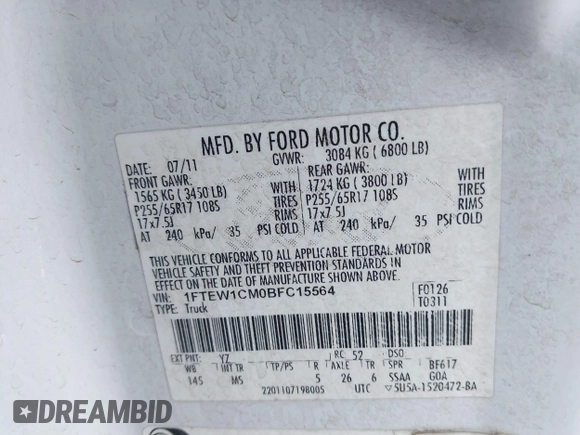 MFD. BY FORD MOTOR CO.
DATE: 07/11 GVWR: 3084 KG ( 6800 LB)
FRONT GAWR: REAR GAWR:
1565 KG ( 3450 LB) WITH 1724 KG ( 3800 LB) WITH
P255/65R17 108S TIRES P255/65R17 108S TIRES
17x7.5J RIMS 17x7.5J RIMS
AT 240 kPa/ 35 PSI COLD AT 240 kPa/ 35 PSI COLD
THIS VEHICLE CONFORMS TO ALL APPLICABLE FEDERAL MOTOR
VEHICLE SAFETY AND THEFT PREVENTION STANDARDS IN
EFFECT ON THE DATE OF MANUFACTURE SHOWN ABOVE.
VIN: 1FTEW1CM0BFC15564 F0126
TYPE: Truck T0311
EXT PNT: YZ RC: 52 DSO:
WB INT TR TP/PS R AXLE TR SPR BF617
145 MS 5 26 6 SSAA GOA
2201107198005 UTC 5U5A-1520472-BA
DREAMBID